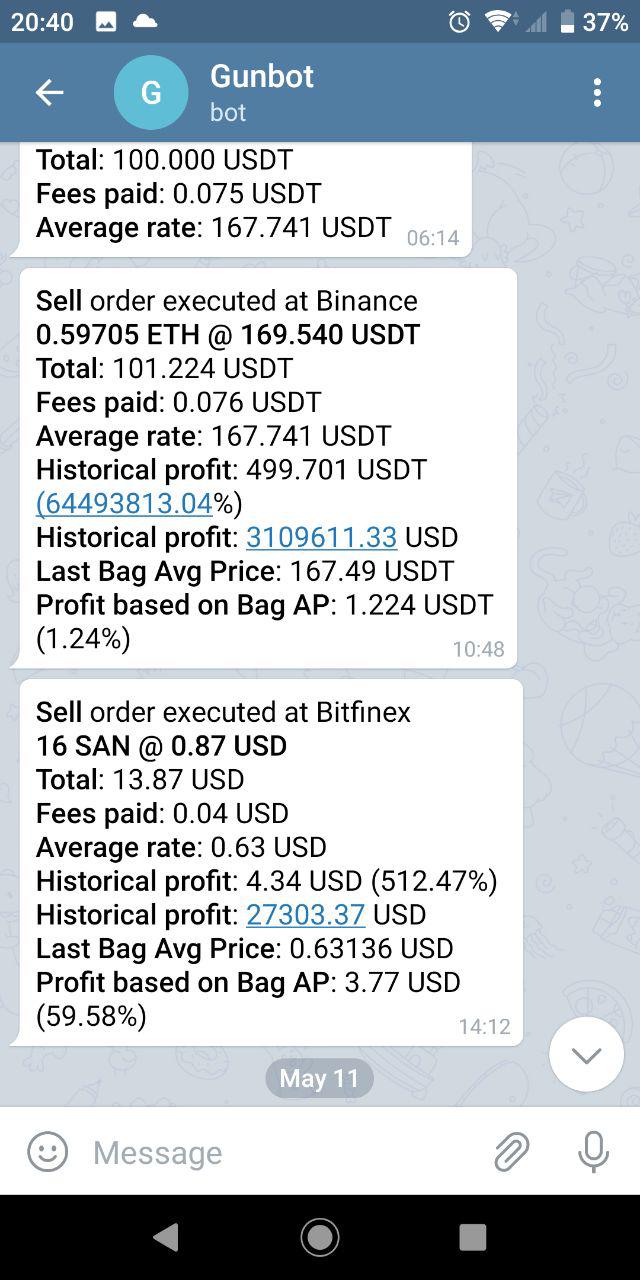 20:40
37%
G
Gunbot
bot
Total: 100.000 USDT
Fees paid: 0.075 USDT
Average rate: 167.741 USDT
06:14
Sell order executed at Binance
0.59705 ETH @ 169.540 USDT
Total: 101.224 USDT
Fees paid: 0.076 USDT
Average rate: 167.741 USDT
Historical profit: 499.701 USDT
(64493813.04%)
Historical profit: 3109611.33 USD
Last Bag Avg Price: 167.49 USDT
Profit based on Bag AP: 1.224 USDT
(1.24%)
10:48
Sell order executed at Bitfinex
16 SAN @ 0.87 USD
Total: 13.87 USD
Fees paid: 0.04 USD
Average rate: 0.63 USD
Historical profit: 4.34 USD (512.47%)
Historical profit: 27303.37 USD
Last Bag Avg Price: 0.63136 USD
Profit based on Bag AP: 3.77 USD
(59.58%)
14:12
May 11
Message